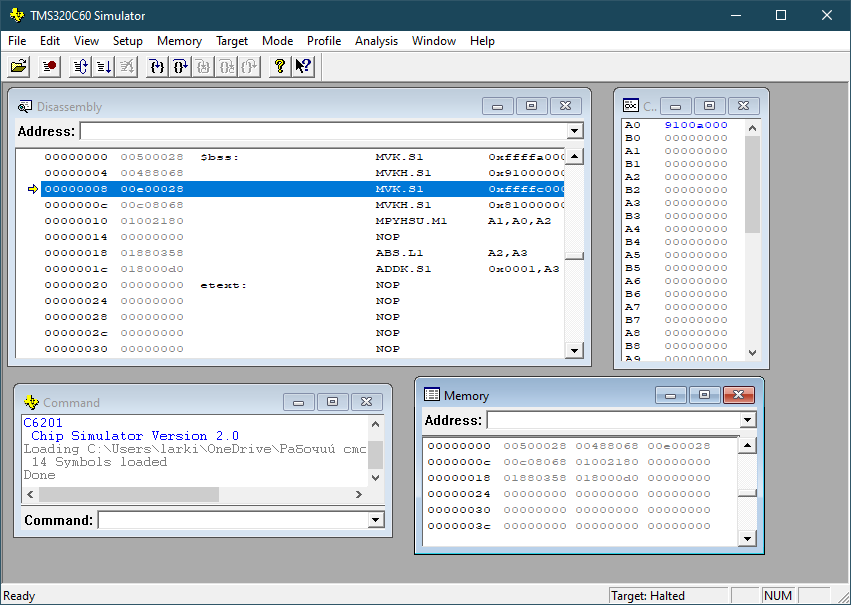 TMS320C60 Simulator
File Edit View Setup Memory Target Mode Profile Analysis Window Help
Disassembly
Address:
00000000 00500028 $bss: MVK.S1 0xffffa000
00000004 00488068 MVKH.S1 0x91000000
00000008 00e00028 MVK.S1 0xffffc000
0000000c 00c08068 MVKH.S1 0x81000000
00000010 01002180 MPYHSU.M1 A1,A0,A2
00000014 00000000 NOP
00000018 01880358 ABS.L1 A2,A3
0000001c 018000d0 ADDK.S1 0x0001,A3
00000020 00000000 etext: NOP
00000024 00000000 NOP
00000028 00000000 NOP
0000002c 00000000 NOP
00000030 00000000 NOP
C..
A0 9100a000
B0 00000000
A1 00000000
B1 00000000
A2 00000000
B2 00000000
A3 00000000
B3 00000000
A4 00000000
B4 00000000
A5 00000000
B5 00000000
A6 00000000
B6 00000000
A7 00000000
B7 00000000
A8 00000000
B8 00000000
A9 00000000
Command
C6201
Chip Simulator Version 2.0
Loading C:\Users\larki\OneDrive\Рабочий сто
14 Symbols loaded
Done
Command:
Memory
Address:
00000000 00500028 00488068 00e00028
0000000c 00c08068 01002180 00000000
00000018 01880358 018000d0 00000000
00000024 00000000 00000000 00000000
00000030 00000000 00000000 00000000
0000003c 00000000 00000000 00000000
Ready
Target: Halted
NUM